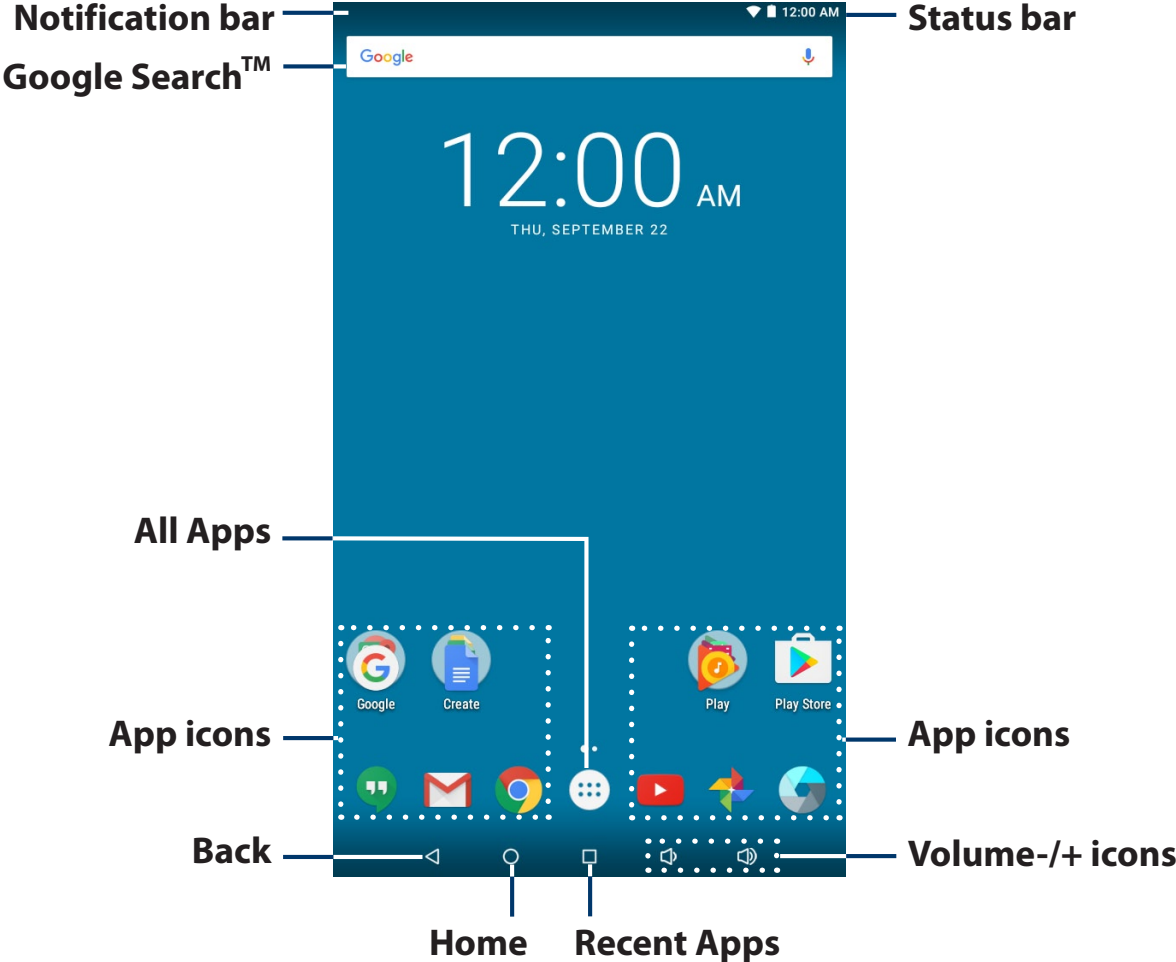 Notification bar
12:00 AM
Status bar
Google Search™
Google
12:00 AM
THU, SEPTEMBER 22
All Apps
Google
Create
Play
Play Store
App icons
App icons
Back
Volume-/+ icons
Home
Recent Apps